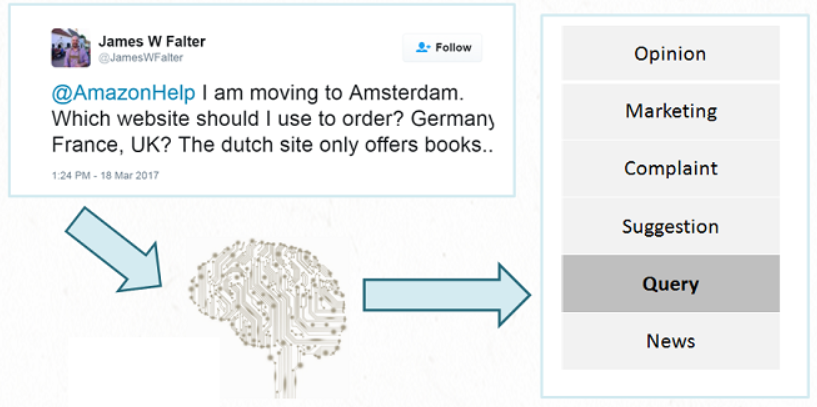 James W Falter
@JamesWFalter
Follow
@AmazonHelp I am moving to Amsterdam.
Which website should I use to order? Germany
France, UK? The dutch site only offers books..
1:24 PM - 18 Mar 2017
Opinion
Marketing
Complaint
Suggestion
Query
News